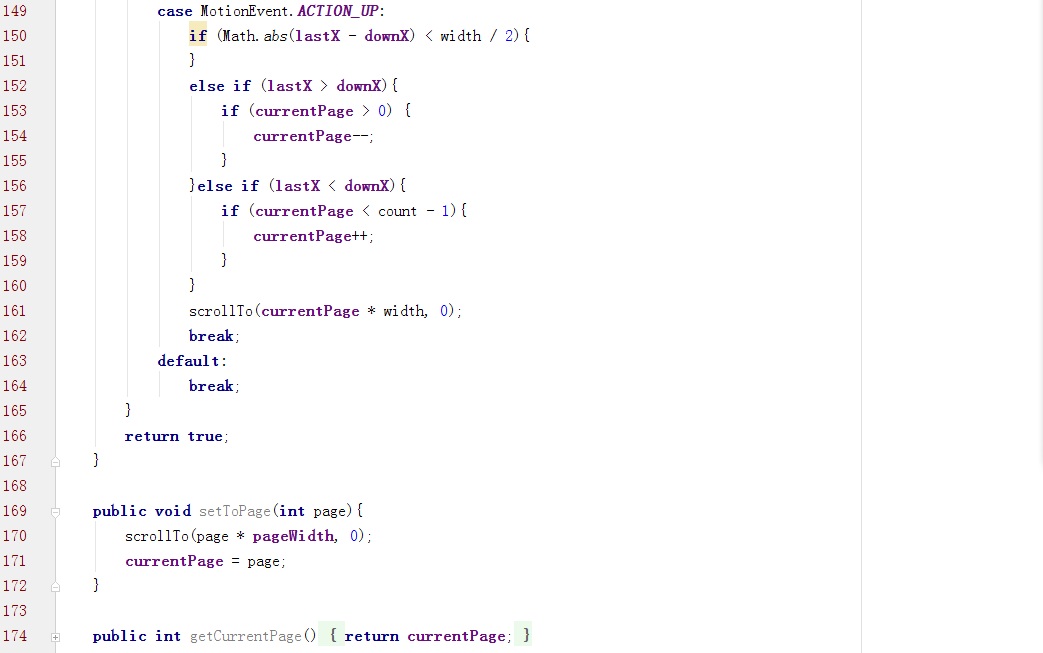 149 case MotionEvent.ACTION_UP:
150 if (Math.abs(lastX - downX) < width / 2){
151 }
152 else if (lastX > downX){
153 if (currentPage > 0) {
154 currentPage--;
155 }
156 }else if (lastX < downX){
157 if (currentPage < count - 1){
158 currentPage++;
159 }
160 }
161 scrollTo(currentPage * width, 0);
162 break;
163 default:
164 break;
165 }
166 return true;
167 }
168
169 public void setToPage(int page){
170 scrollTo(page * pageWidth, 0);
171 currentPage = page;
172 }
173
174 public int getCurrentPage() { return currentPage; }